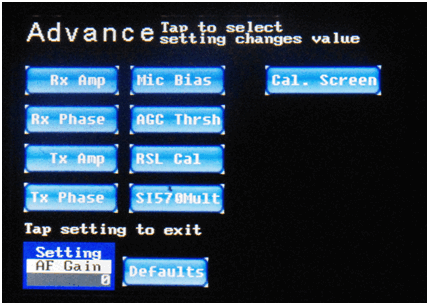 Advance Tap to select
setting changes value
Rx Amp Mic Bias Cal. Screen
Rx Phase AGC Thrsh
Tx Amp RSL Cal
Tx Phase SI570Mult
Tap setting to exit
Setting
AF Gain
0
Defaults